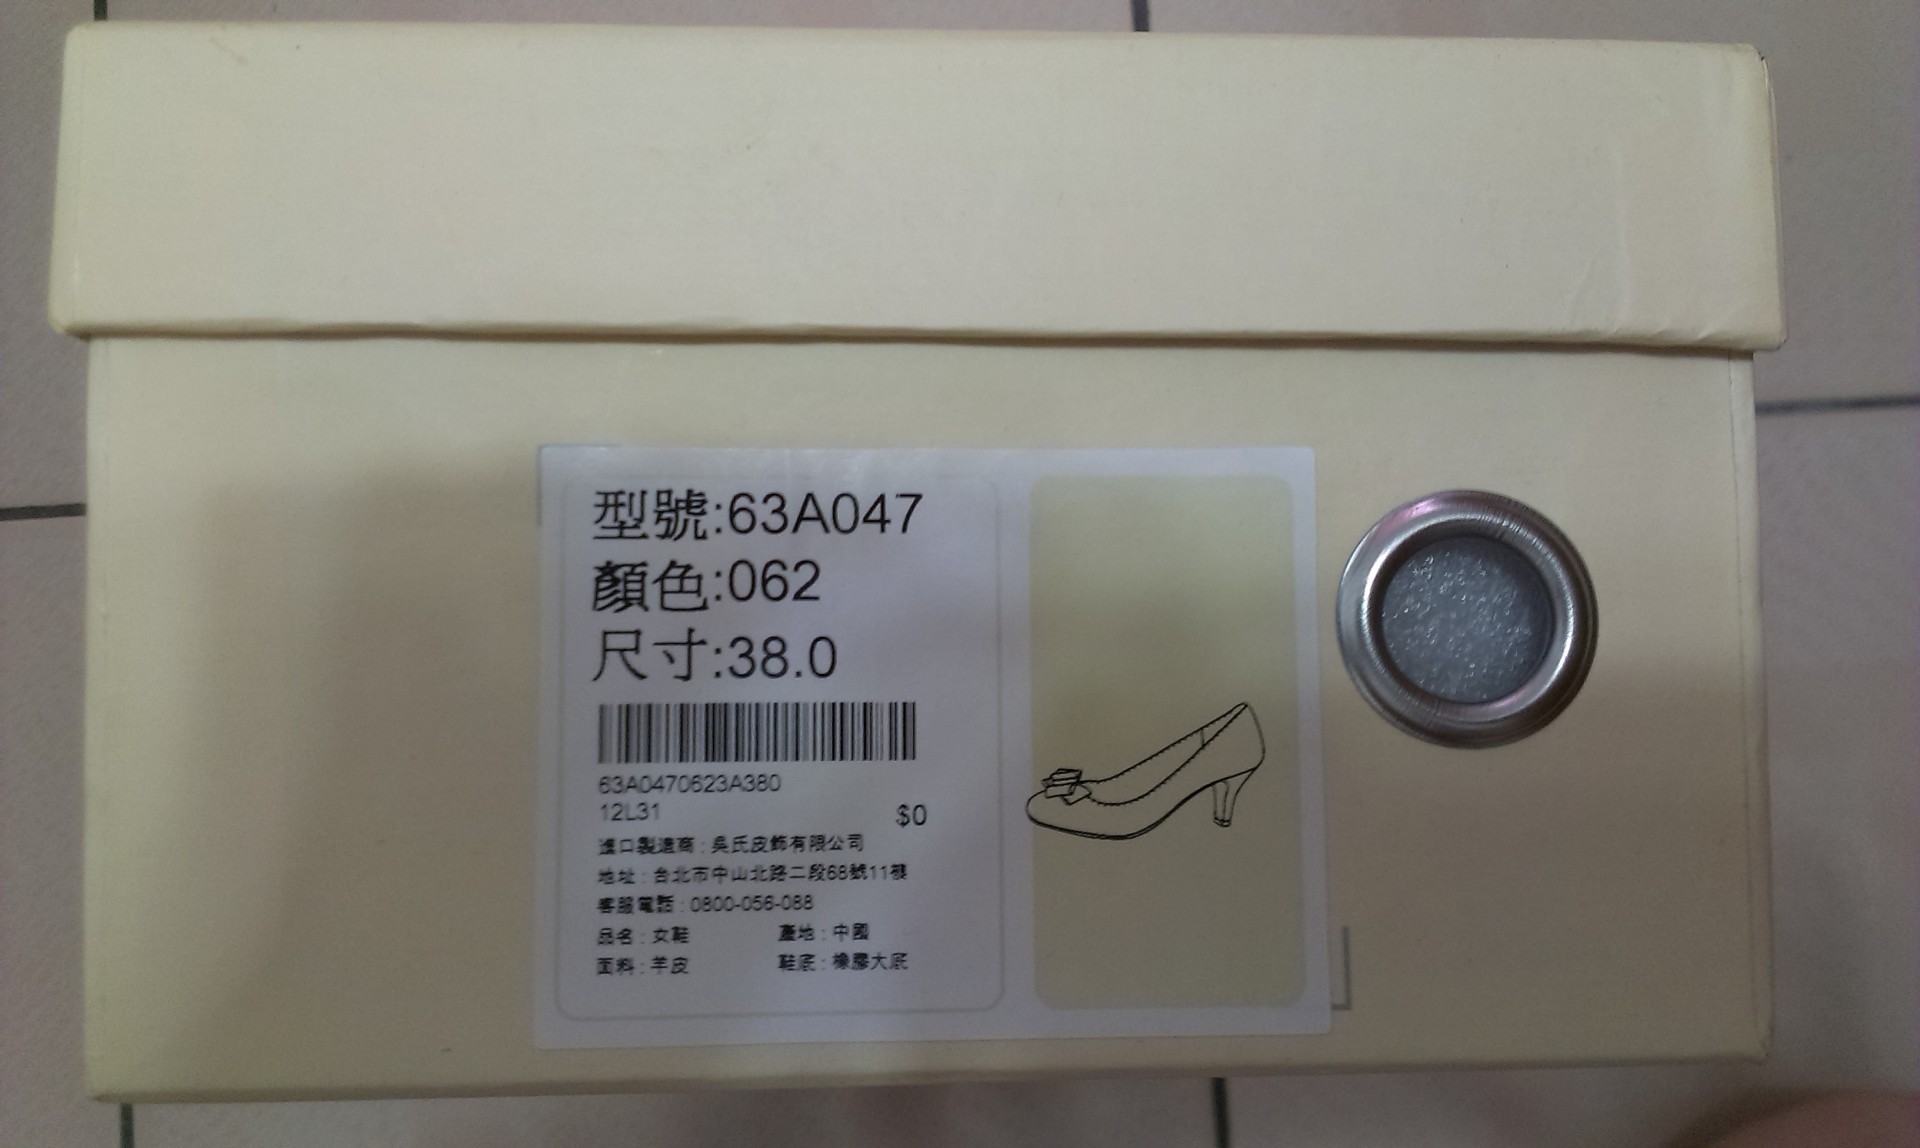 型號:63A047
顏色:062
尺寸:38.0
63A0470623A380
12L31 $0
進口製造商:吳氏皮飾有限公司
地址:台北市中山北路二段68號11樓
客服電話:0800-056-088
品名:女鞋 產地:中國
面料:羊皮 鞋底:橡膠大底